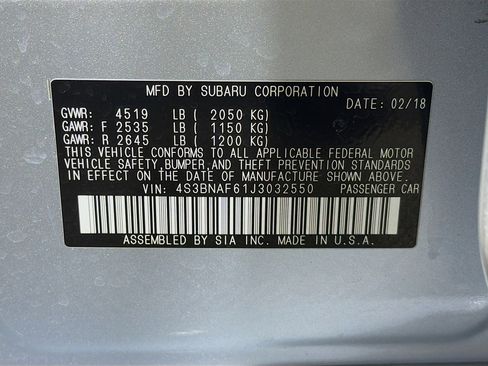 MFD BY SUBARU CORPORATION
DATE: 02/18
GVWR: 4519 LB ( 2050 KG)
GAWR: F 2535 LB ( 1150 KG)
GAWR: R 2645 LB ( 1200 KG)
THIS VEHICLE CONFORMS TO ALL APPLICABLE FEDERAL MOTOR
VEHICLE SAFETY, BUMPER, AND THEFT PREVENTION STANDARDS
IN EFFECT ON THE DATE OF MANUFACTURE SHOWN ABOVE.
VIN: 4S3BNAF61J3032550 PASSENGER CAR
ASSEMBLED BY SIA INC. MADE IN U.S.A.